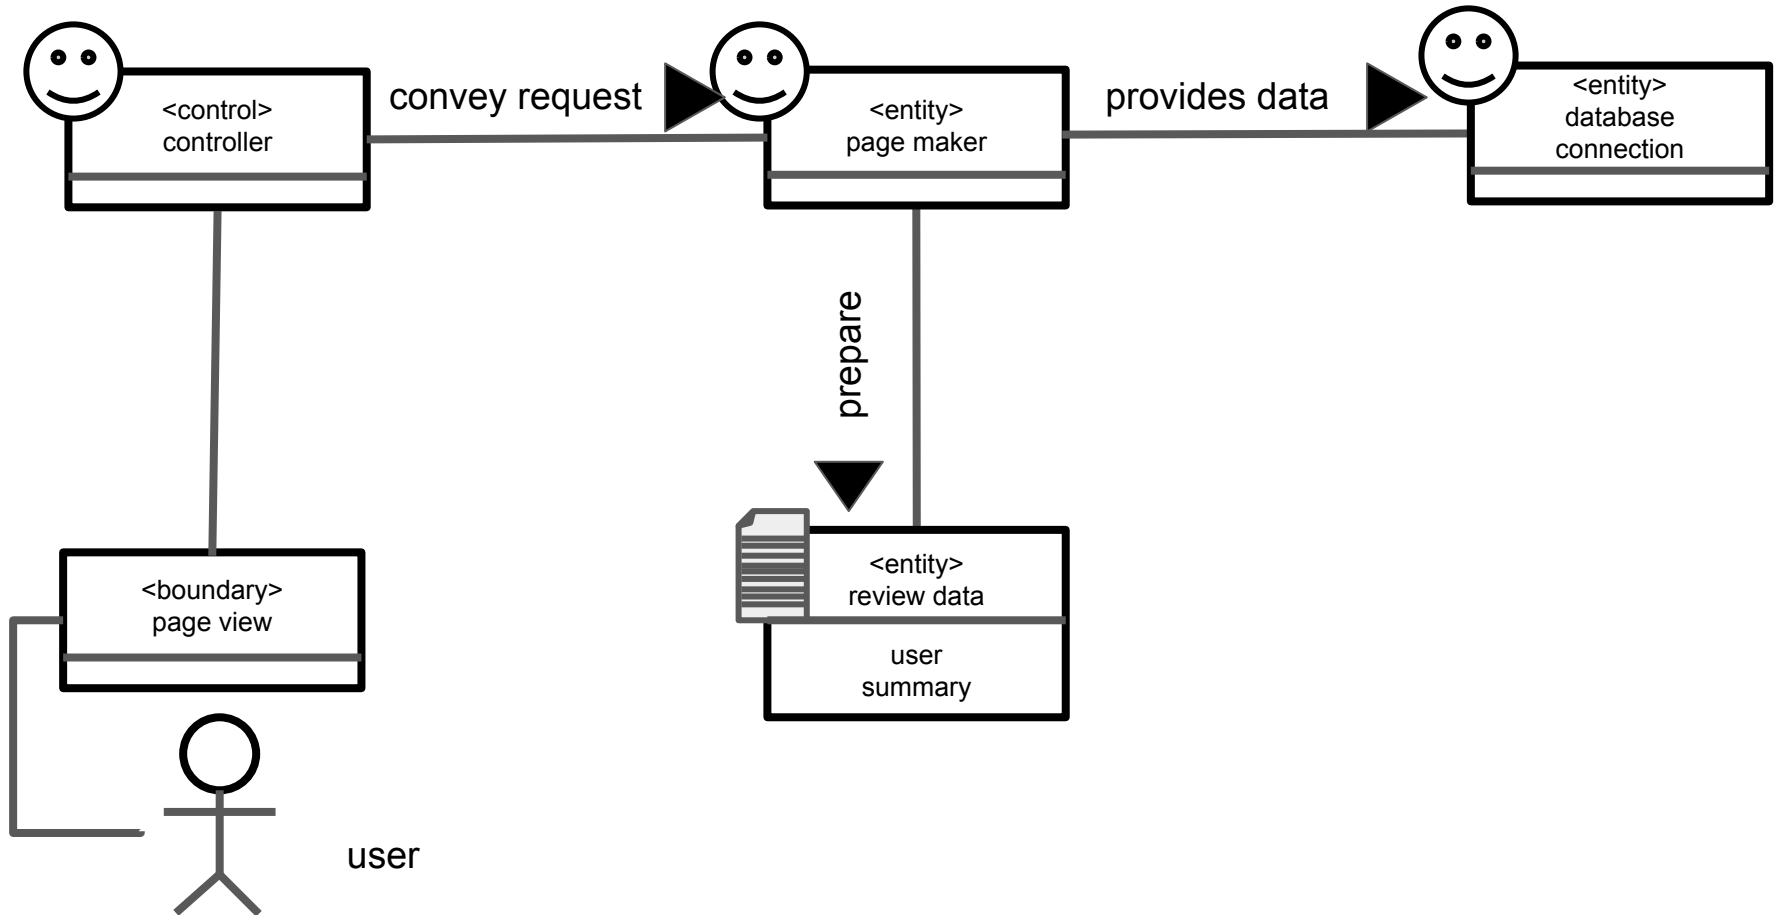 <control>
controller
convey request
<entity>
page maker
provides data
<entity>
database
connection
prepare
<boundary>
page view
<entity>
review data
user
summary
user